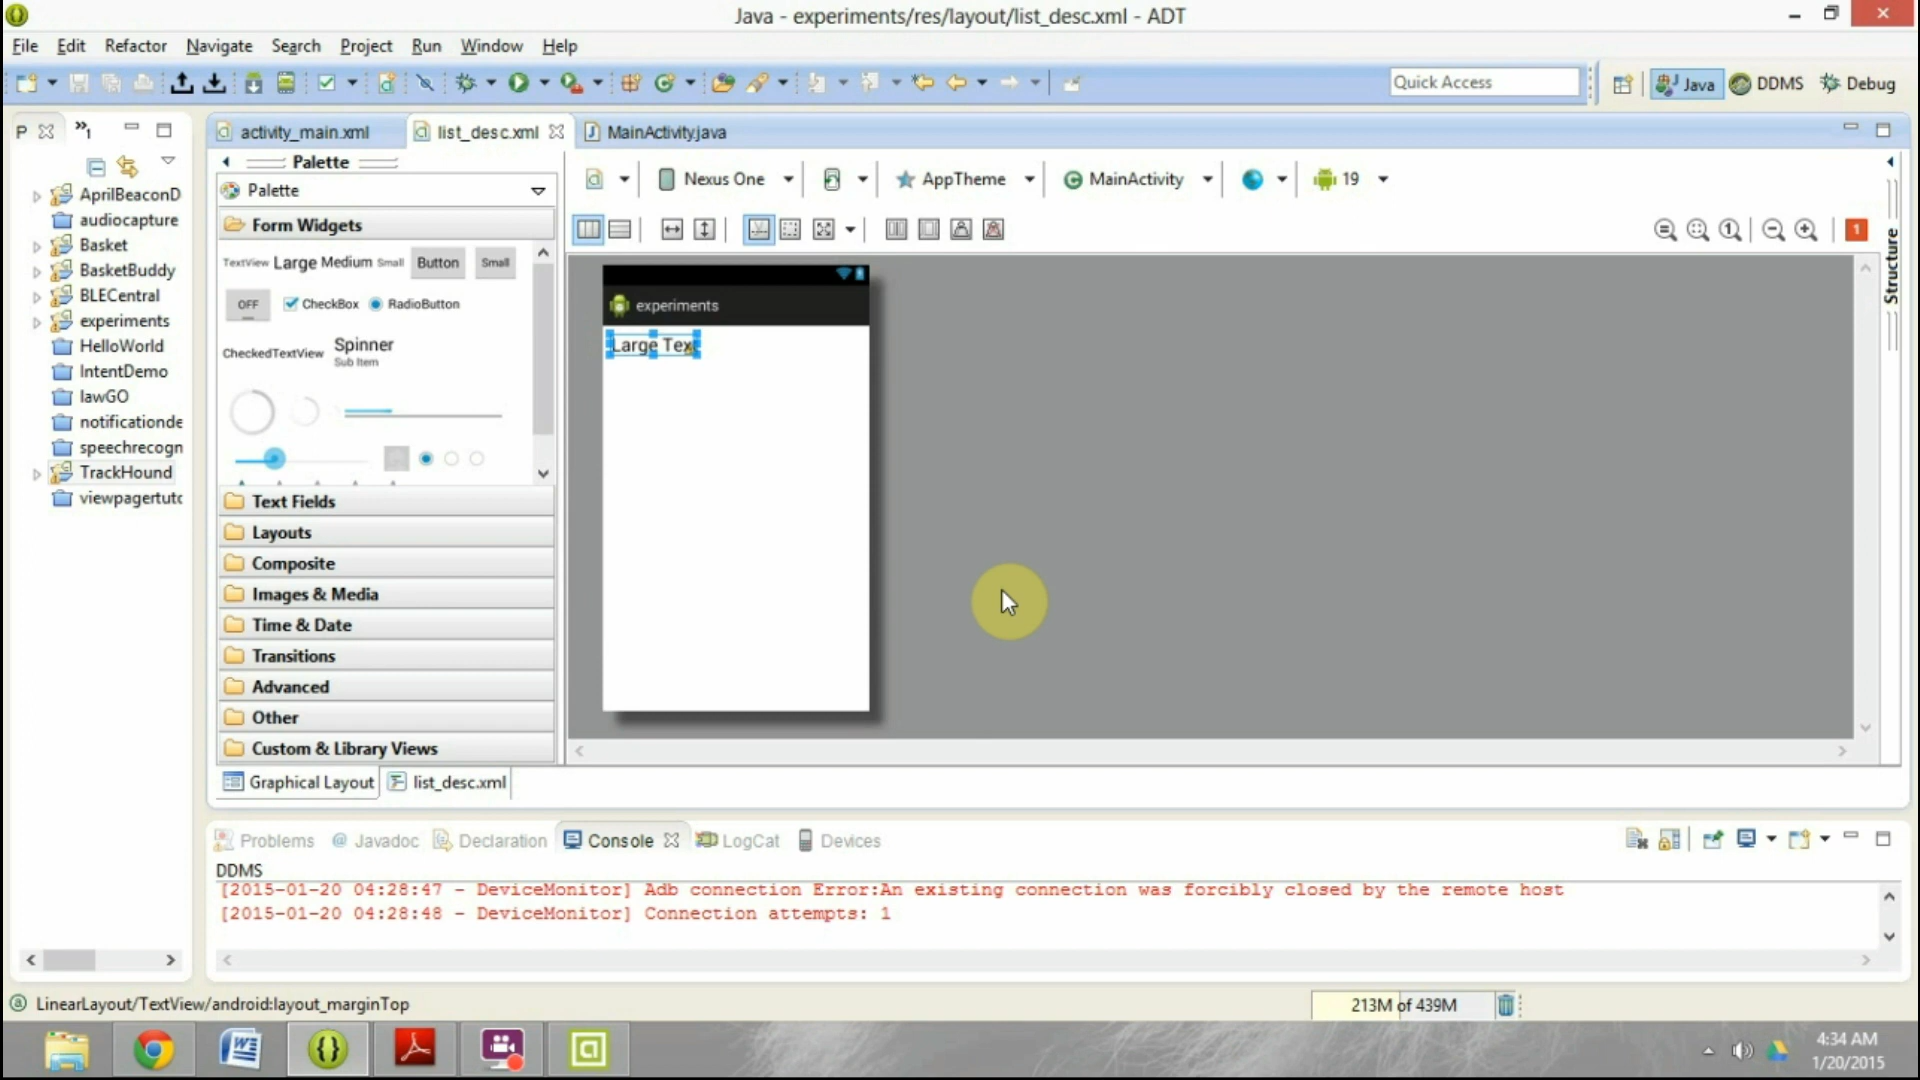 Java - experiments/res/layout/list_desc.xml - ADT
File Edit Refactor Navigate Search Project Run Window Help
Quick Access
Java DDMS Debug
P
1
activity_main.xml list_desc.xml MainActivity.java
Palette
Palette
Nexus One AppTheme MainActivity 19
Form Widgets
1
Structure
AprilBeaconD
audiocapture
Basket
BasketBuddy
BLECentral
experiments
HelloWorld
IntentDemo
lawGO
notificationde
speechrecogn
TrackHound
viewpagertuto
TextView Large Medium Small Button Small
OFF CheckBox RadioButton
CheckedTextView Spinner
Sub Item
Text Fields
Layouts
Composite
Images & Media
Time & Date
Transitions
Advanced
Other
Custom & Library Views
experiments
Large Text
Graphical Layout list_desc.xml
Problems @ Javadoc Declaration Console LogCat Devices
DDMS
[2015-01-20 04:28:47 - DeviceMonitor] Adb connection Error:An existing connection was forcibly closed by the remote host
[2015-01-20 04:28:48 - DeviceMonitor] Connection attempts: 1
LinearLayout/TextView/android:layout_marginTop
213M of 439M
4:34 AM
1/20/2015